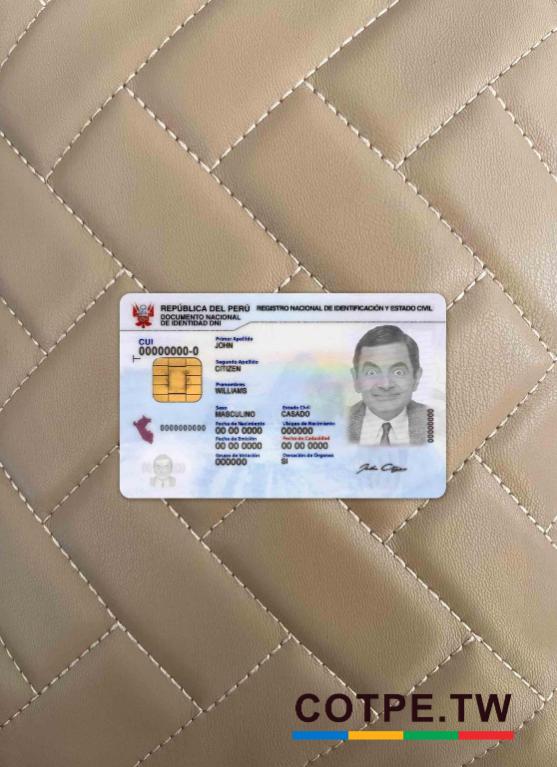 REPÚBLICA DEL PERÚ REGISTRO NACIONAL DE IDENTIFICACIÓN Y ESTADO CIVIL
DOCUMENTO NACIONAL
DE IDENTIDAD DNI
CUI
00000000-0
T
Primer Apellido
JOHN
Segundo Apellido
CITIZEN
Prenombres
WILLIAMS
Sexo Estado Civil
MASCULINO CASADO
Fecha de Nacimiento Ubigeo de Nacimiento
00 00 0000 000000
Fecha de Emisión Fecha de Caducidad
00 00 0000 00 00 0000
Grupo de Votación Donación de Órganos
000000 SI
0000000000
00000000
John Citizen
COTPE.TW